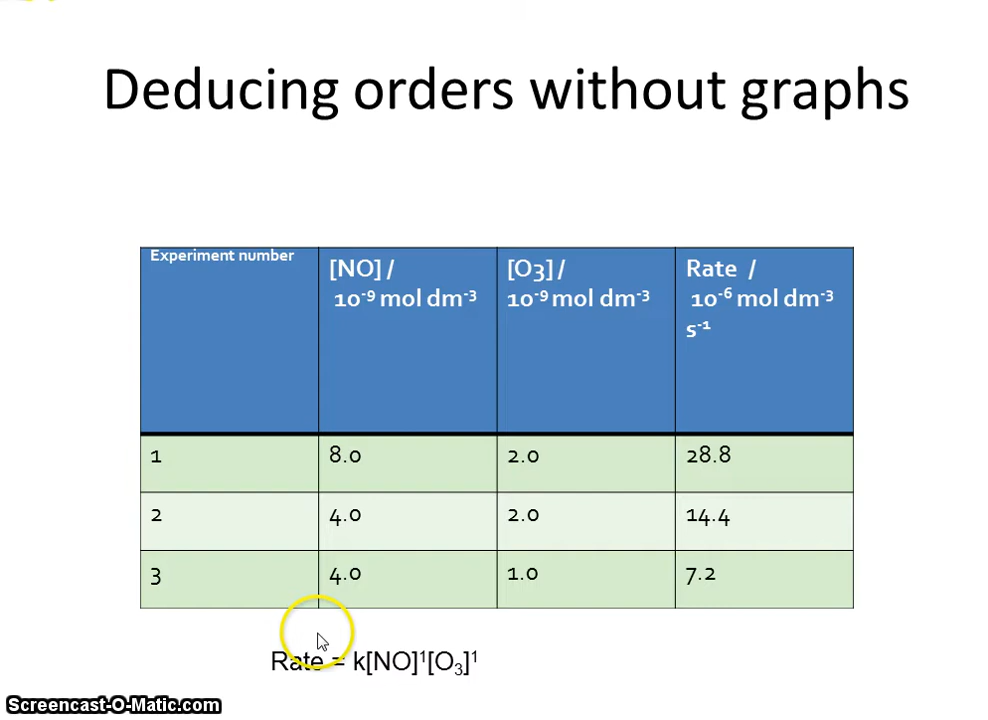 Deducing orders without graphs
Experiment number
[NO] /
10⁻⁹ mol dm⁻³
[O3] /
10⁻⁹ mol dm⁻³
Rate /
10⁻⁶ mol dm⁻³
s⁻¹
1 8.0 2.0 28.8
2 4.0 2.0 14.4
3 4.0 1.0 7.2
Rate = k[NO]¹[O₃]¹
Screencast-O-Matic.com